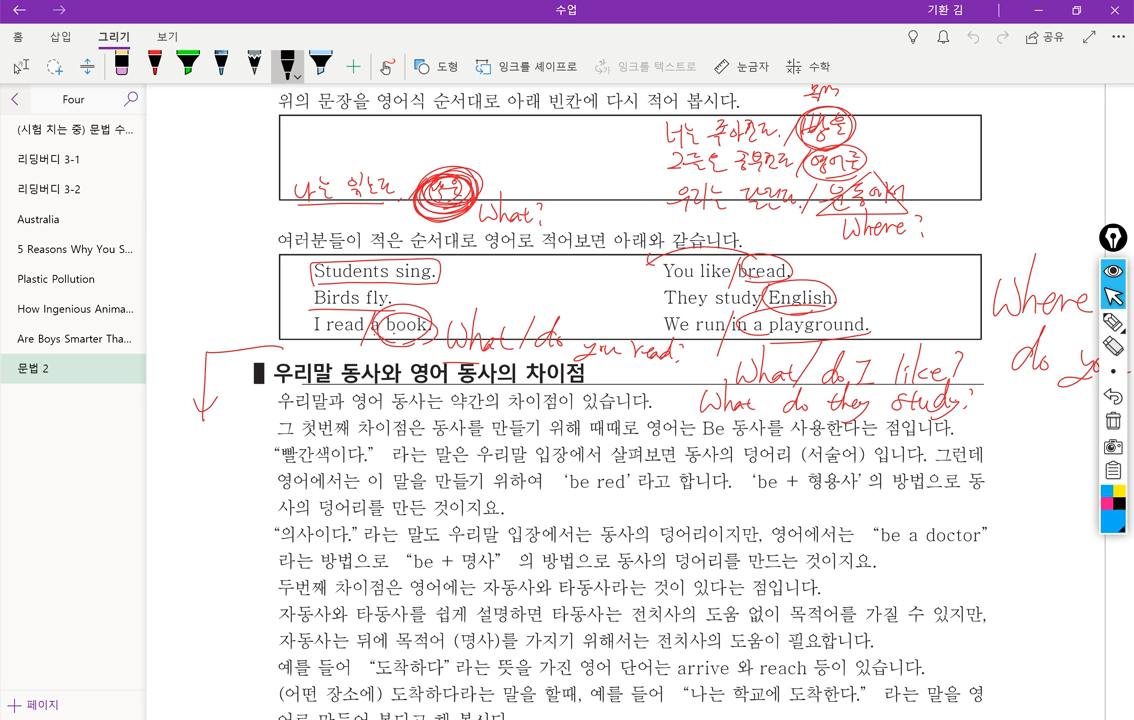 수업
기환 김
홈 삽입 그리기 보기
공유
도형 잉크를 셰이프로 잉크를 텍스트로 눈금자 수학
Four
(시험 치는 중) 문법 수...
리딩버디 3-1
리딩버디 3-2
Australia
5 Reasons Why You S...
Plastic Pollution
How Ingenious Anima...
Are Boys Smarter Tha...
문법 2
페이지
위의 문장을 영어식 순서대로 아래 빈칸에 다시 적어 봅시다.
너는 좋아한다/빵을
그들은 공부한다/영어를
나는 읽는다/책을
우리는 달린다/운동장에서
What?
Where?
여러분들이 적은 순서대로 영어로 적어보면 아래와 같습니다.
Students sing. You like/bread.
Birds fly. They study/English.
I read/a book. We run/in a playground.
What/do you read?
Where
do yo
What/do I like?
What do they study?
우리말 동사와 영어 동사의 차이점
우리말과 영어 동사는 약간의 차이점이 있습니다.
그 첫번째 차이점은 동사를 만들기 위해 때때로 영어는 Be 동사를 사용한다는 점입니다.
“빨간색이다.” 라는 말은 우리말 입장에서 살펴보면 동사의 덩어리 (서술어) 입니다. 그런데
영어에서는 이 말을 만들기 위하여 ‘be red’라고 합니다. ‘be + 형용사’의 방법으로 동
사의 덩어리를 만든 것이지요.
“의사이다.”라는 말도 우리말 입장에서는 동사의 덩어리이지만, 영어에서는 “be a doctor”
라는 방법으로 “be + 명사” 의 방법으로 동사의 덩어리를 만드는 것이지요.
두번째 차이점은 영어에는 자동사와 타동사라는 것이 있다는 점입니다.
자동사와 타동사를 쉽게 설명하면 타동사는 전치사의 도움 없이 목적어를 가질 수 있지만,
자동사는 뒤에 목적어 (명사)를 가지기 위해서는 전치사의 도움이 필요합니다.
예를 들어 “도착하다”라는 뜻을 가진 영어 단어는 arrive 와 reach 등이 있습니다.
(어떤 장소에) 도착하다라는 말을 할때, 예를 들어 “나는 학교에 도착한다.” 라는 말을 영